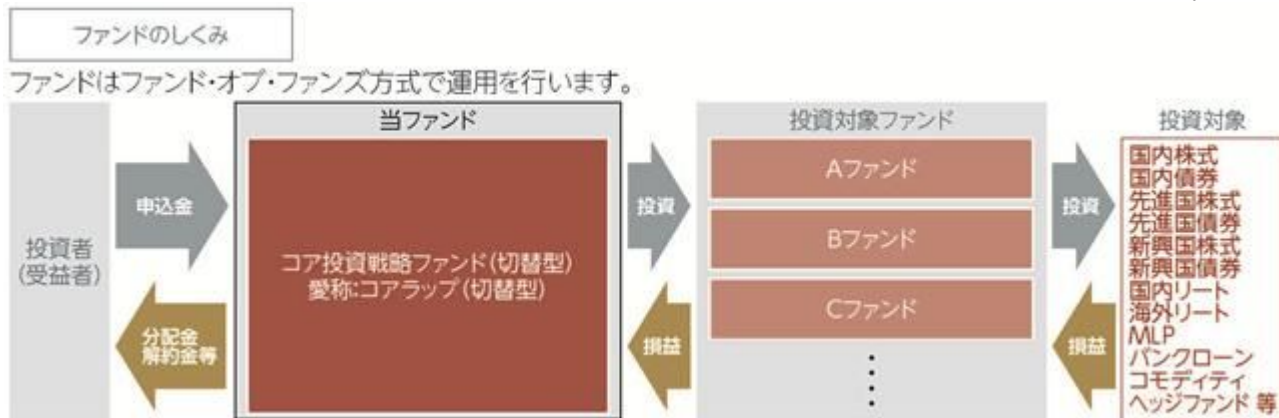 ファンドのしくみ
ファンドはファンド・オブ・ファンズ方式で運用を行います。
投資者
(受益者)
申込金
分配金
解約金等
当ファンド
コア投資戦略ファンド(切替型)
愛称:コアラップ(切替型)
投資
損益
投資対象ファンド
Aファンド
Bファンド
Cファンド
投資
損益
投資対象
国内株式
国内債券
先進国株式
先進国債券
新興国株式
新興国債券
国内リート
海外リート
MLP
バンクローン
コモディティ
ヘッジファンド 等